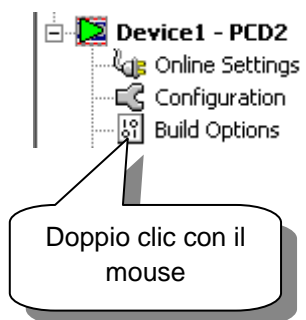 Device1 - PCD2
Online Settings
Configuration
Build Options
Doppio clic con il
mouse